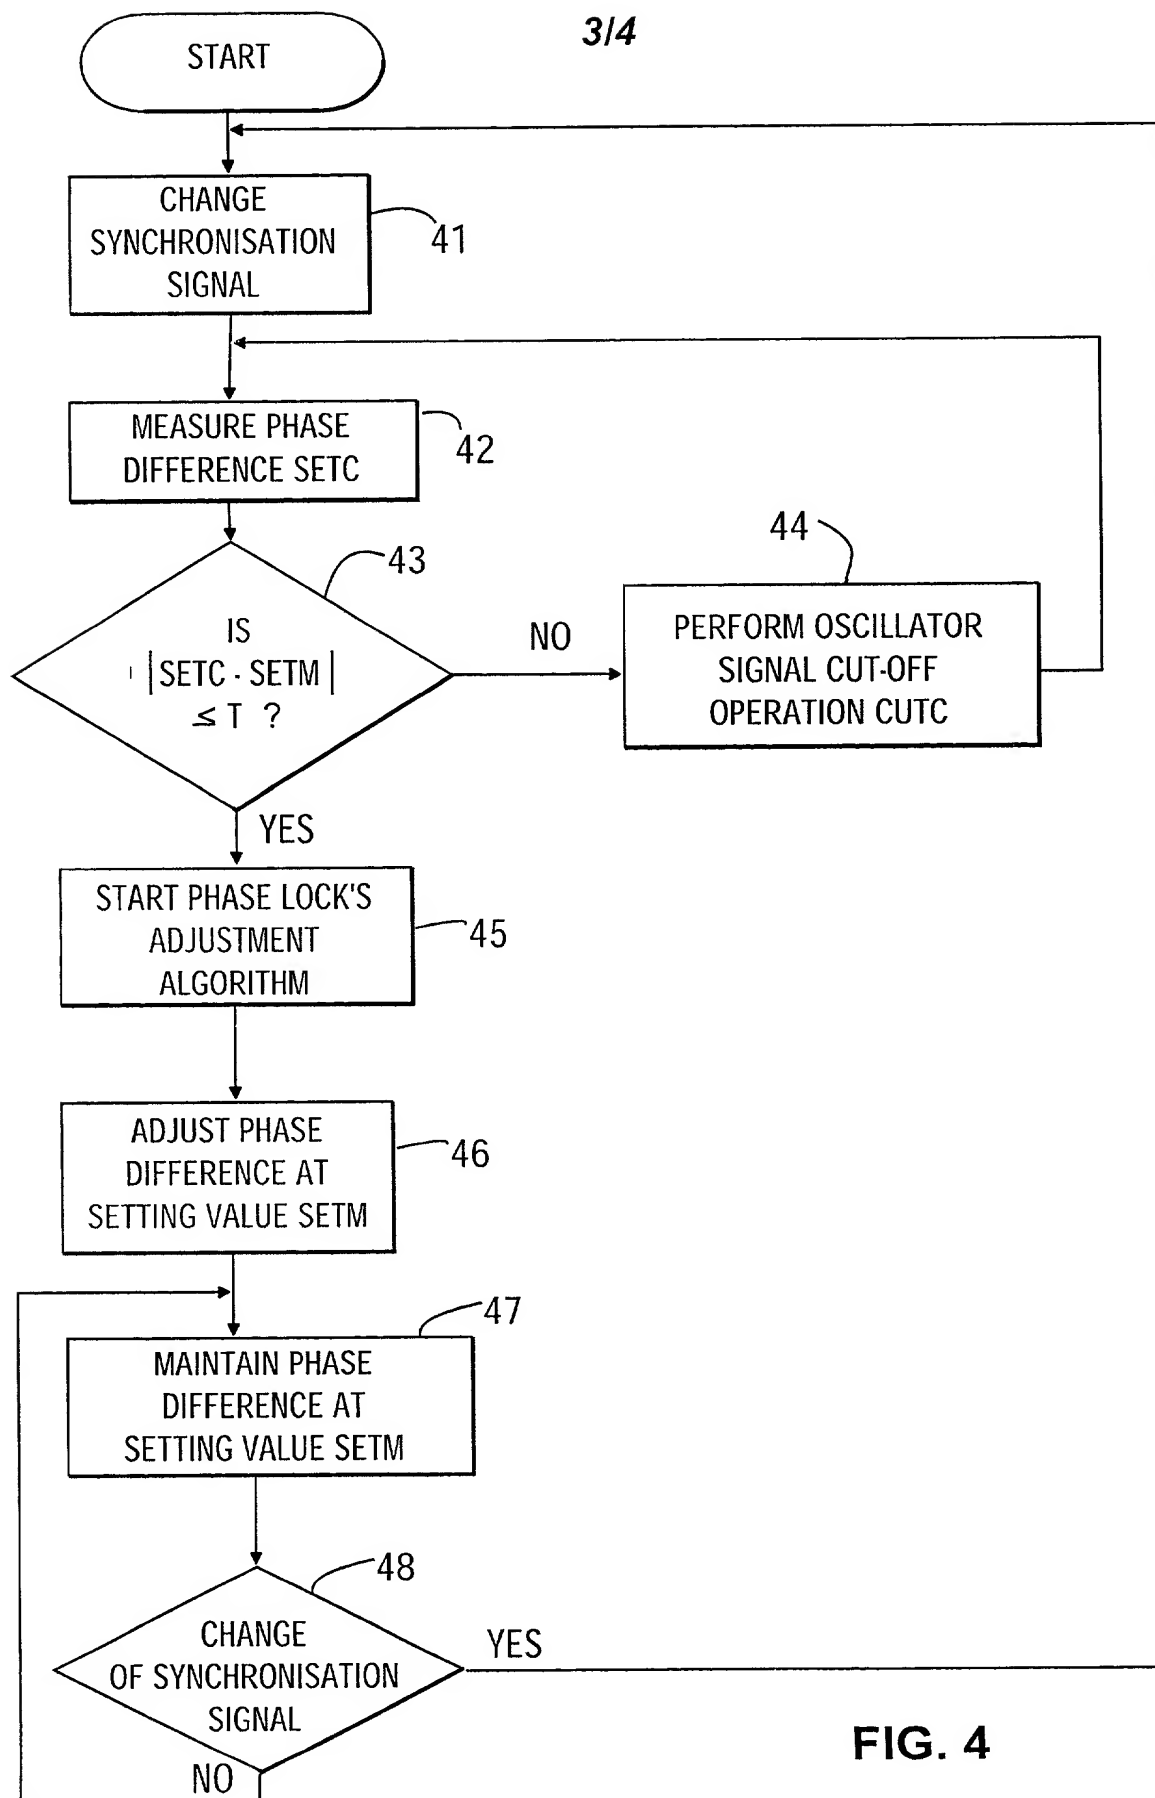 3/4
START
CHANGE
SYNCHRONISATION
SIGNAL
41
MEASURE PHASE
DIFFERENCE SETC
42
43
IS
|SETC - SETM|
≤ T ?
NO
44
PERFORM OSCILLATOR
SIGNAL CUT-OFF
OPERATION CUTC
YES
START PHASE LOCK'S
ADJUSTMENT
ALGORITHM
45
ADJUST PHASE
DIFFERENCE AT
SETTING VALUE SETM
46
47
MAINTAIN PHASE
DIFFERENCE AT
SETTING VALUE SETM
48
CHANGE
OF SYNCHRONISATION
SIGNAL
YES
NO
FIG. 4